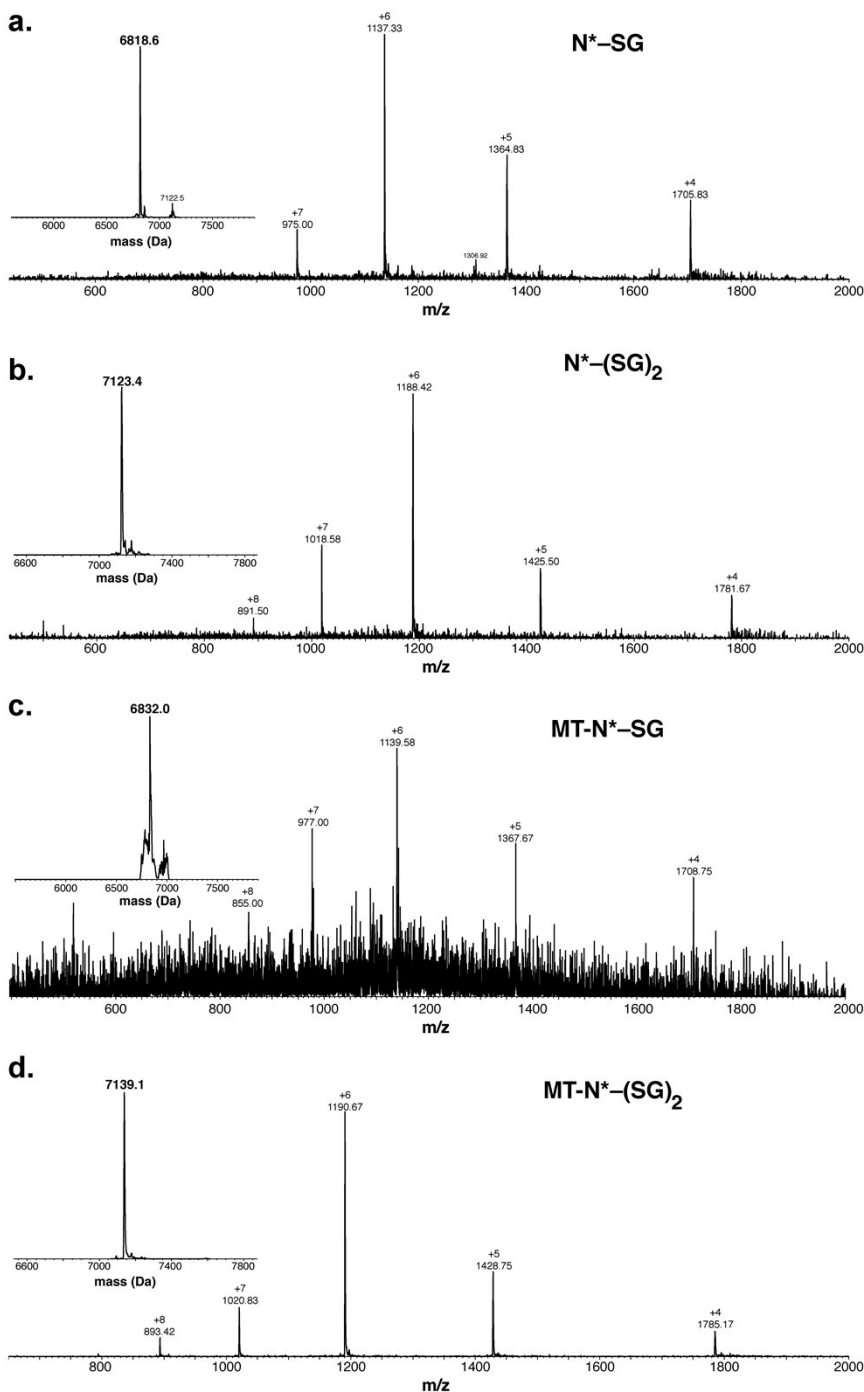 a.
N*–SG
6818.6
7122.5
6000 6500 7000 7500
mass (Da)
+7
975.00
+6
1137.33
1306.92
+5
1364.83
+4
1705.83
600 800 1000 1200 1400 1600 1800 2000
m/z
b.
N*–(SG)2
7123.4
6600 7000 7400 7800
mass (Da)
+8
891.50
+7
1018.58
+6
1188.42
+5
1425.50
+4
1781.67
600 800 1000 1200 1400 1600 1800 2000
m/z
c.
MT-N*–SG
6832.0
6000 6500 7000 7500
mass (Da)
+8
855.00
+7
977.00
+6
1139.58
+5
1367.67
+4
1708.75
600 800 1000 1200 1400 1600 1800 2000
m/z
d.
MT-N*–(SG)2
7139.1
6600 7000 7400 7800
mass (Da)
+8
893.42
+7
1020.83
+6
1190.67
+5
1428.75
+4
1785.17
800 1000 1200 1400 1600 1800 2000
m/z